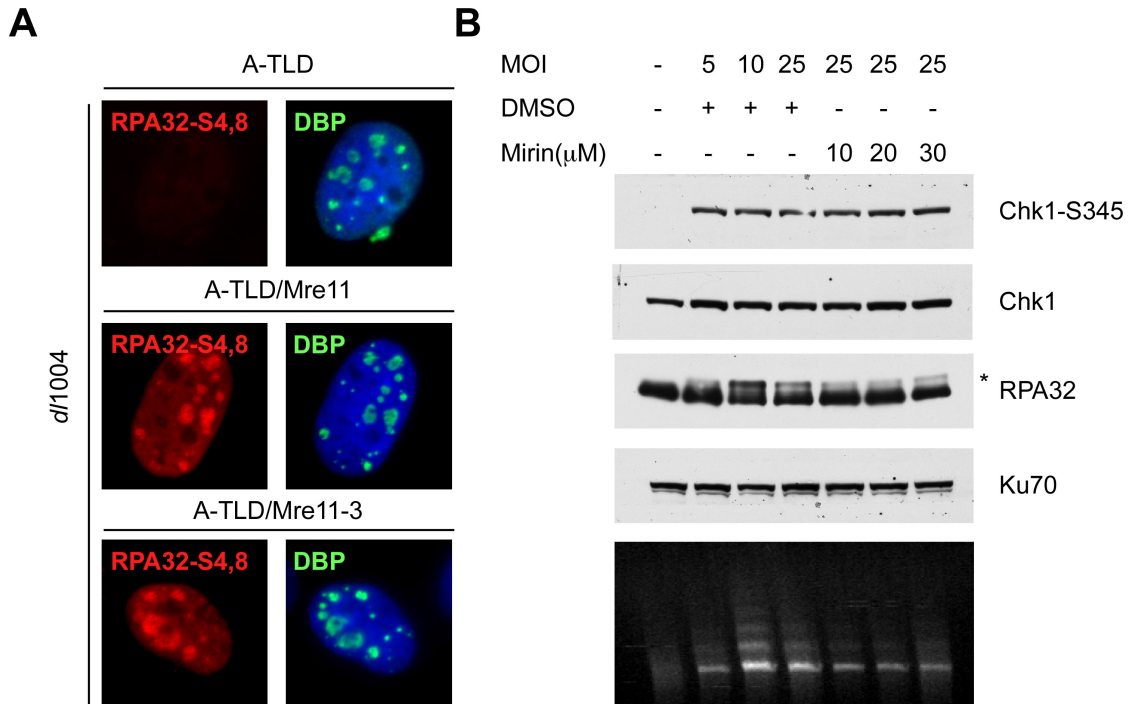 A
A-TLD
RPA32-S4,8 DBP
A-TLD/Mre11
RPA32-S4,8 DBP
A-TLD/Mre11-3
RPA32-S4,8 DBP
dl1004
B
MOI - 5 10 25 25 25 25
DMSO - + + + - - -
Mirin(μM) - - - - 10 20 30
Chk1-S345
Chk1
* RPA32
Ku70